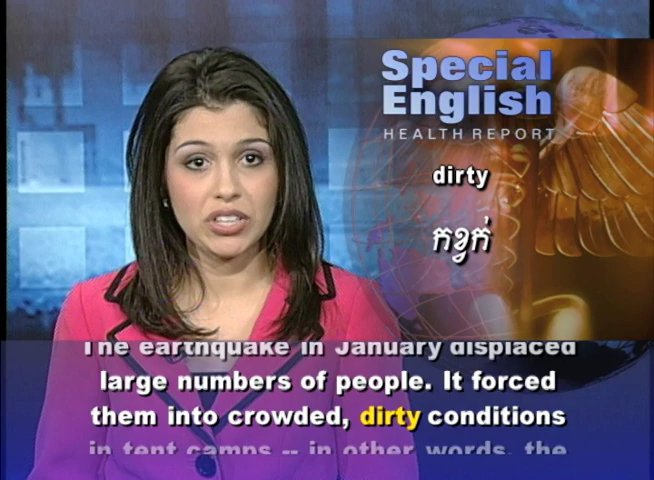 Special
English
HEALTH REPORT
dirty
កខ្វក់
The earthquake in January displaced
large numbers of people. It forced
them into crowded, dirty conditions
in tent camps -- in other words, the